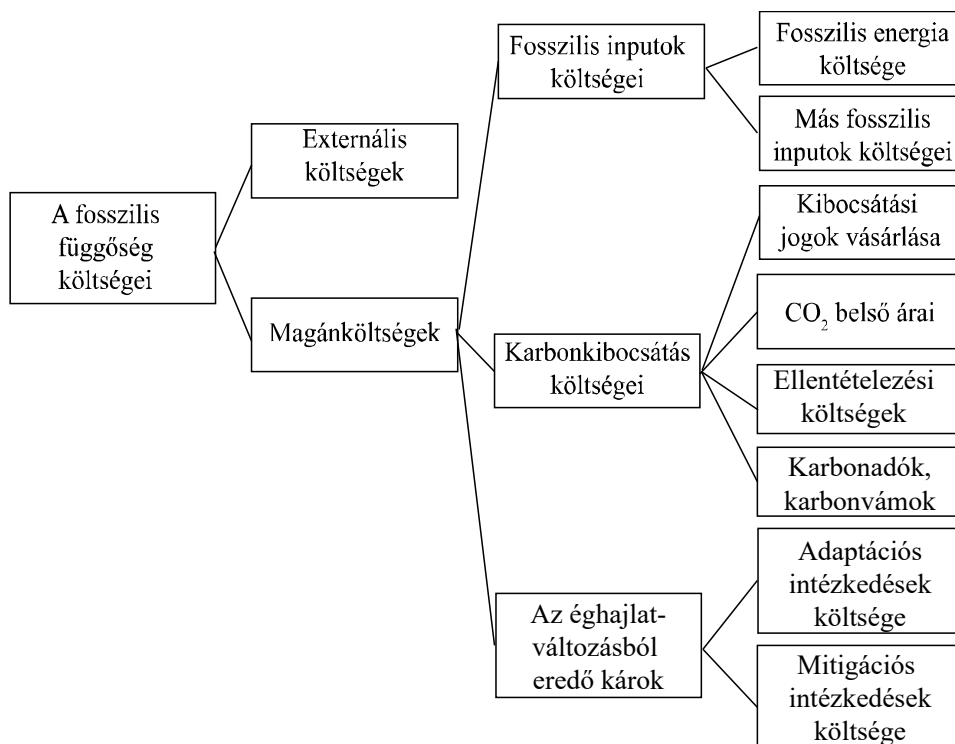 A fosszilis
függőség
költségei
Externális
költségek
Magánköltségek
Fosszilis inputok
költségei
Karbonkibocsátás
költségei
Az éghajlat-
változásból
eredő károk
Fosszilis energia
költsége
Más fosszilis
inputok költségei
Kibocsátási
jogok vásárlása
CO₂ belső árai
Ellentételezési
költségek
Karbonadók,
karbonvámok
Adaptációs
intézkedések
költsége
Mitigációs
intézkedések
költsége